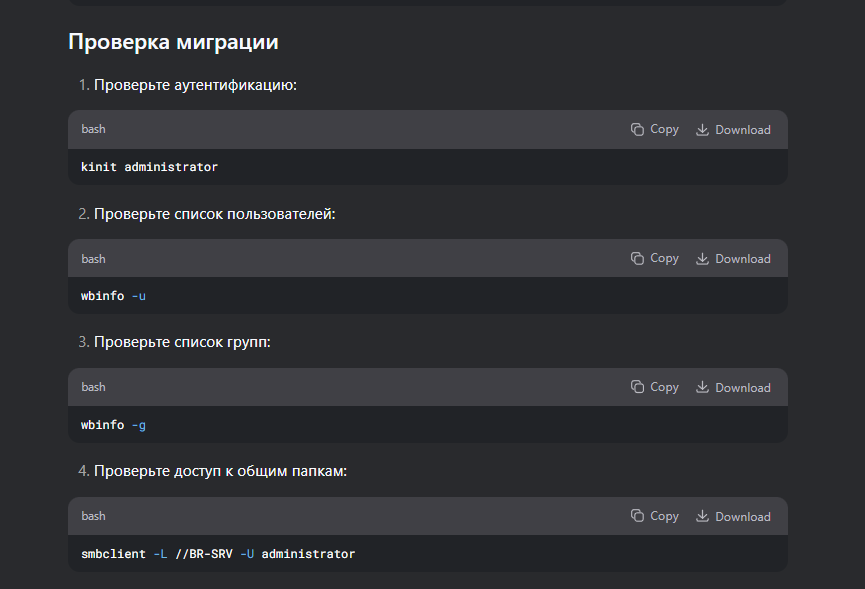 Проверка миграции
1. Проверьте аутентификацию:
bash Copy Download
kinit administrator
2. Проверьте список пользователей:
bash Copy Download
wbinfo -u
3. Проверьте список групп:
bash Copy Download
wbinfo -g
4. Проверьте доступ к общим папкам:
bash Copy Download
smbclient -L //BR-SRV -U administrator